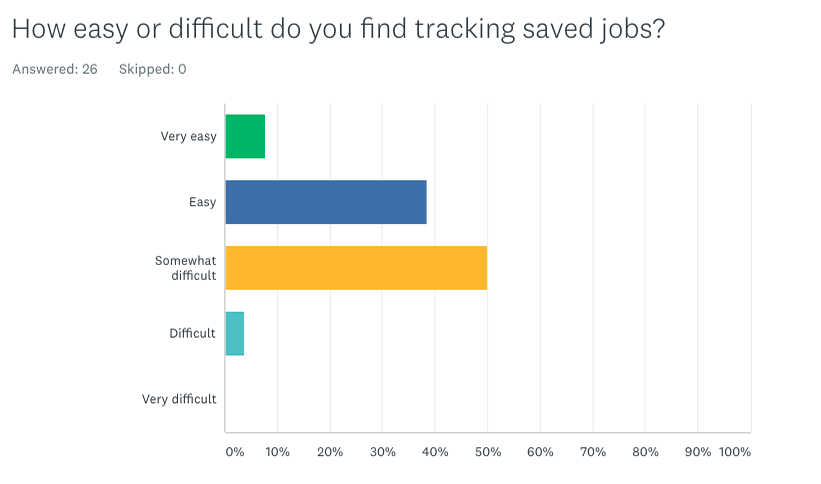 How easy or difficult do you find tracking saved jobs?
Answered: 26 Skipped: 0
Very easy
Easy
Somewhat
difficult
Difficult
Very difficult
0% 10% 20% 30% 40% 50% 60% 70% 80% 90% 100%